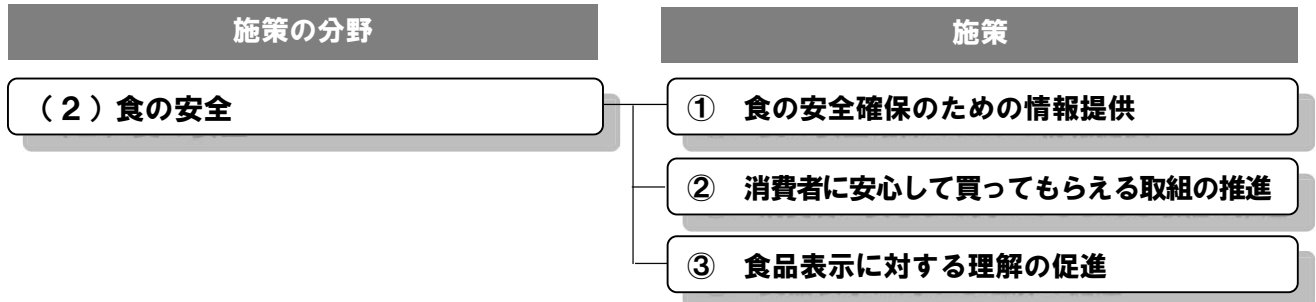 施策の分野
施策
（２）食の安全
① 食の安全確保のための情報提供
② 消費者に安心して買ってもらえる取組の推進
③ 食品表示に対する理解の促進